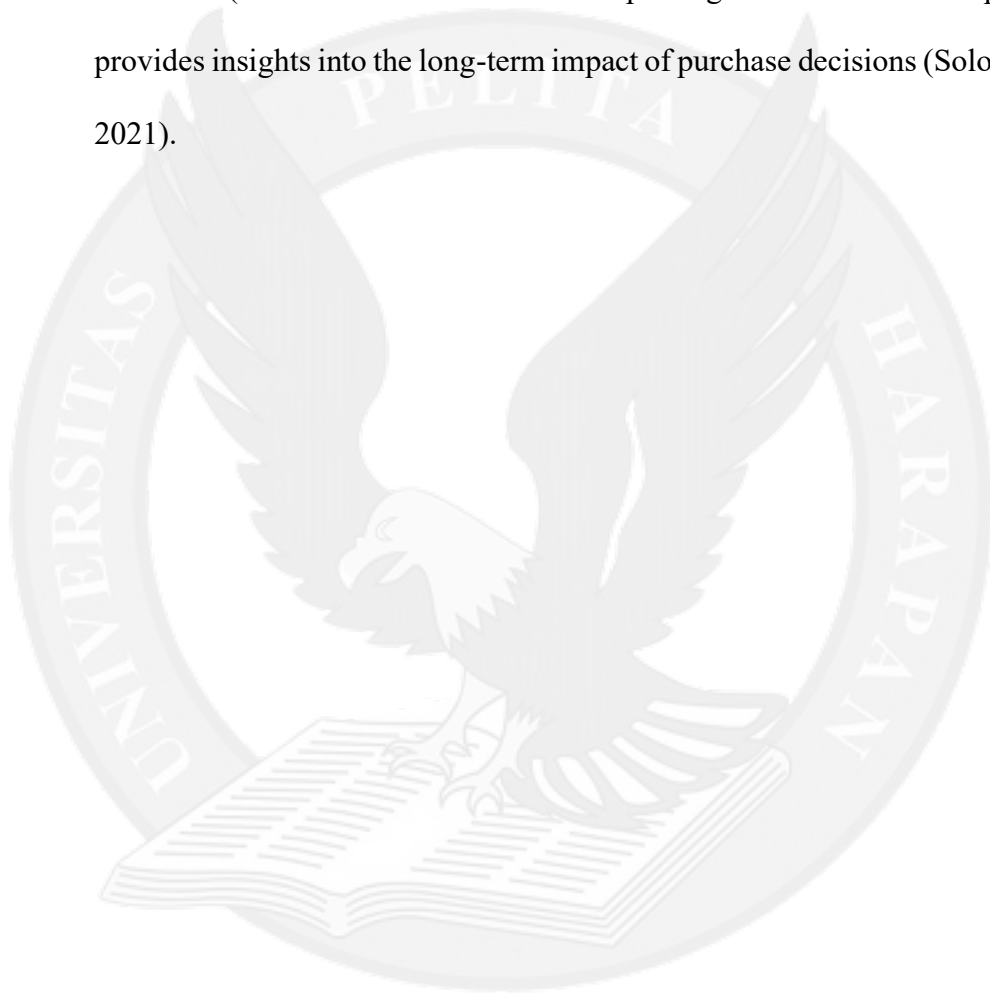 provides insights into the long-term impact of purchase decisions (Solo
2021).
PELITA
UNIVERSITAS
HARAPAN